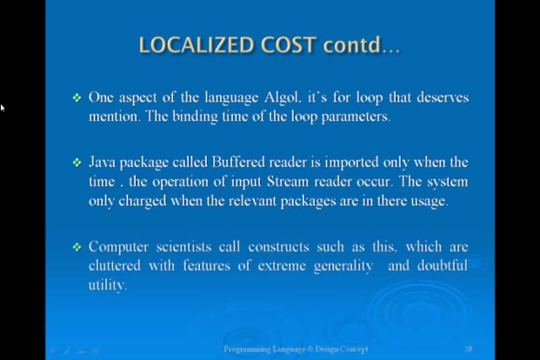 LOCALIZED COST contd...
One aspect of the language Algol, it's for loop that deserves
mention. The binding time of the loop parameters.
Java package called Buffered reader is imported only when the
time , the operation of input Stream reader occur. The system
only charged when the relevant packages are in there usage.
Computer scientists call constructs such as this, which are
cluttered with features of extreme generality and doubtful
utility.
Programming Language & Design Concept 20